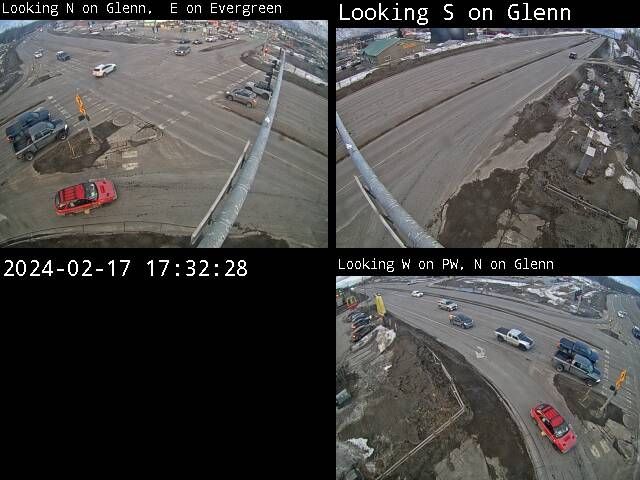 Looking N on Glenn, E on Evergreen
Looking S on Glenn
2024-02-17 17:32:28
Looking W on PW, N on Glenn